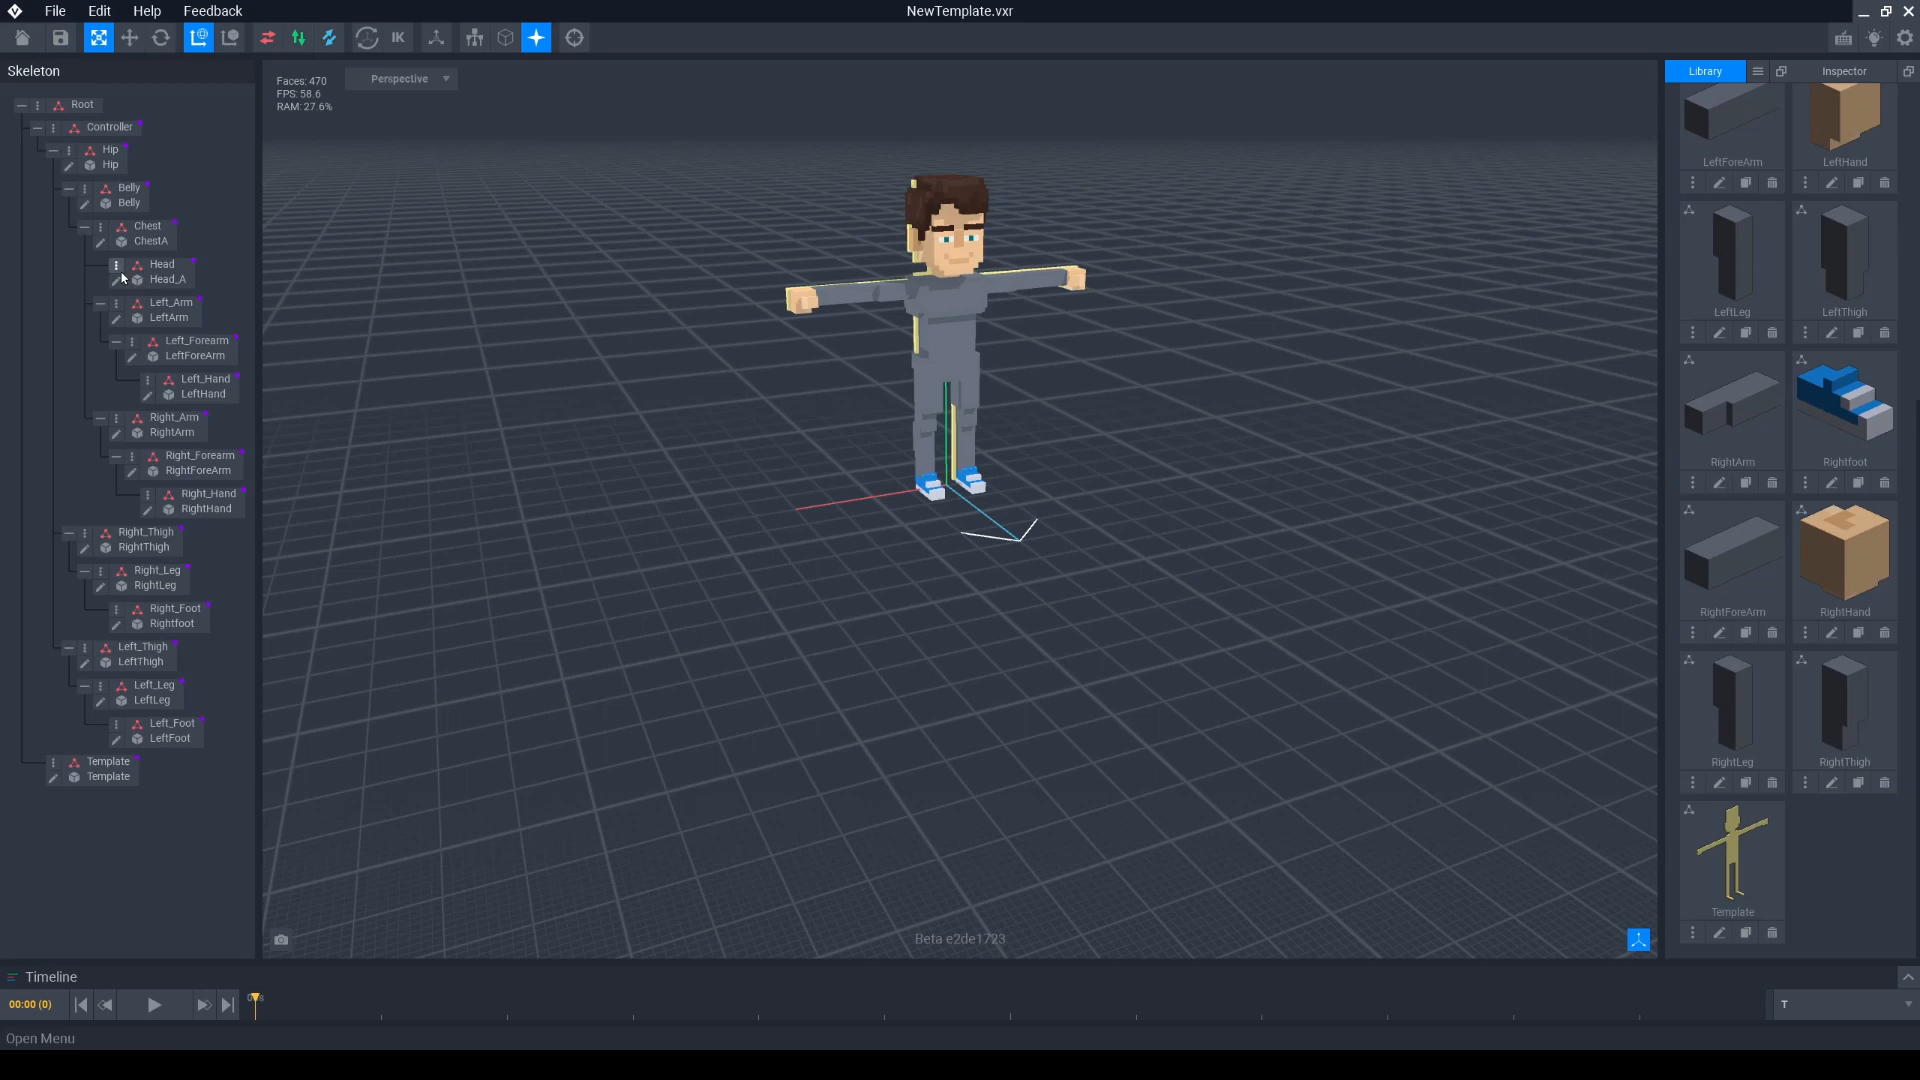 File Edit Help Feedback NewTemplate.vxr
IK
Skeleton
Root
Controller
Hip
Hip
Belly
Belly
Chest
ChestA
Head
Head_A
Left_Arm
LeftArm
Left_Forearm
LeftForeArm
Left_Hand
LeftHand
Right_Arm
RightArm
Right_Forearm
RightForeArm
Right_Hand
RightHand
Right_Thigh
RightThigh
Right_Leg
RightLeg
Right_Foot
Rightfoot
Left_Thigh
LeftThigh
Left_Leg
LeftLeg
Left_Foot
LeftFoot
Template
Template
Faces: 470
FPS: 58.6
RAM: 27.6%
Perspective
Beta e2de1723
Library Inspector
LeftForeArm LeftHand
LeftLeg LeftThigh
RightArm Rightfoot
RightForeArm RightHand
RightLeg RightThigh
Template
Timeline
00:00 (0)
T
Open Menu